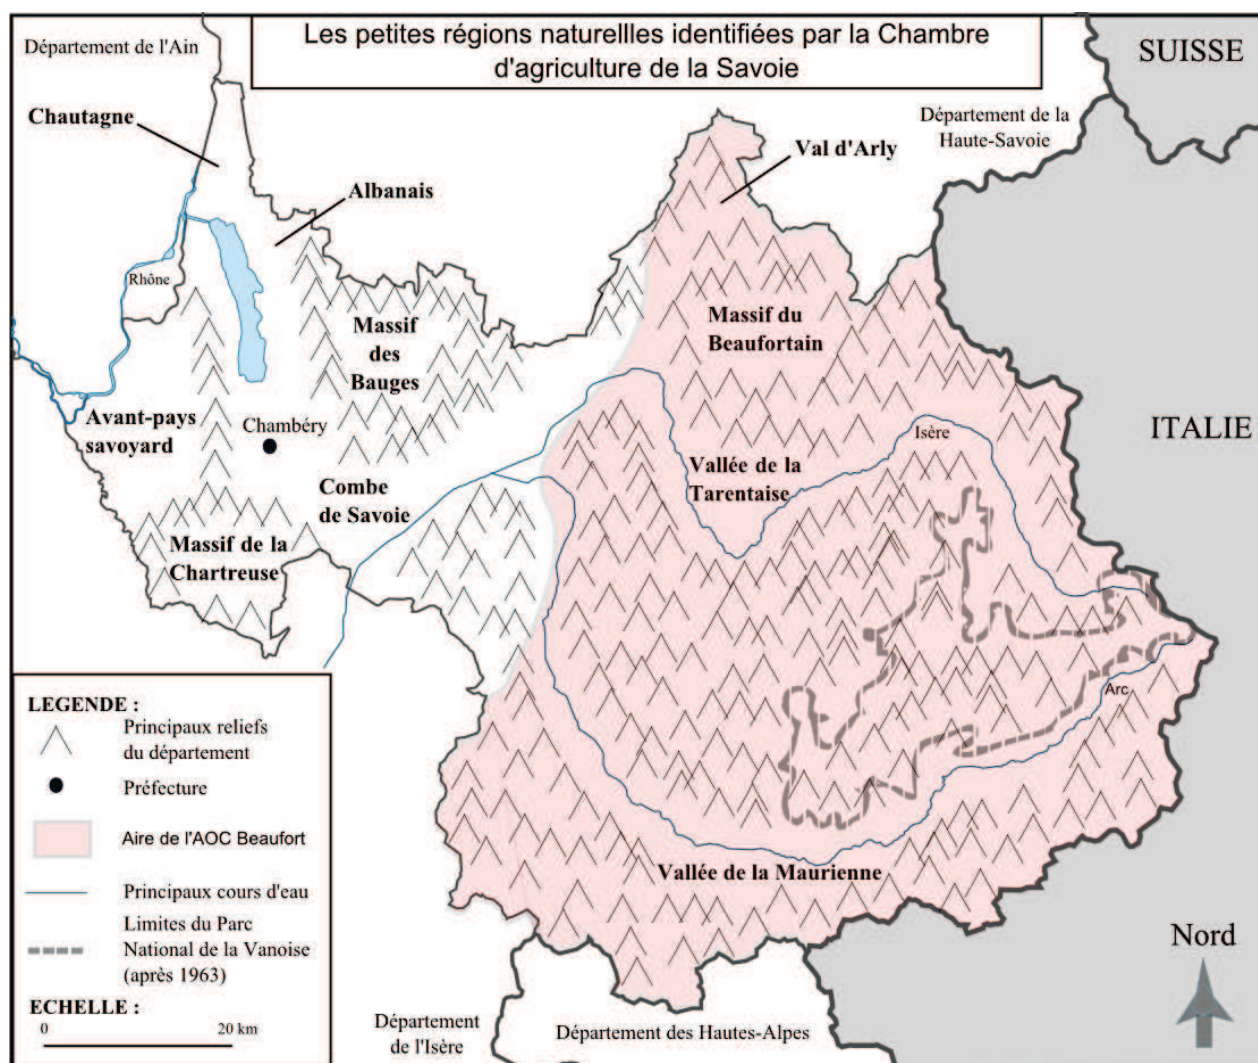 Les petites régions naturellles identifiées par la Chambre
d'agriculture de la Savoie
Département de l'Ain
SUISSE
Chautagne
Département de la
Haute-Savoie
Val d'Arly
Albanais
Rhône
Massif
des
Bauges
Massif du
Beaufortain
Avant-pays
savoyard
Chambéry
Isère
ITALIE
Vallée de la
Tarentaise
Combe
de Savoie
Massif de la
Chartreuse
Arc
Vallée de la Maurienne
LEGENDE :
Principaux reliefs
du département
Préfecture
Aire de l'AOC Beaufort
Principaux cours d'eau
Limites du Parc
National de la Vanoise
(après 1963)
ECHELLE :
0 20 km
Nord
Département
de l'Isère
Département des Hautes-Alpes